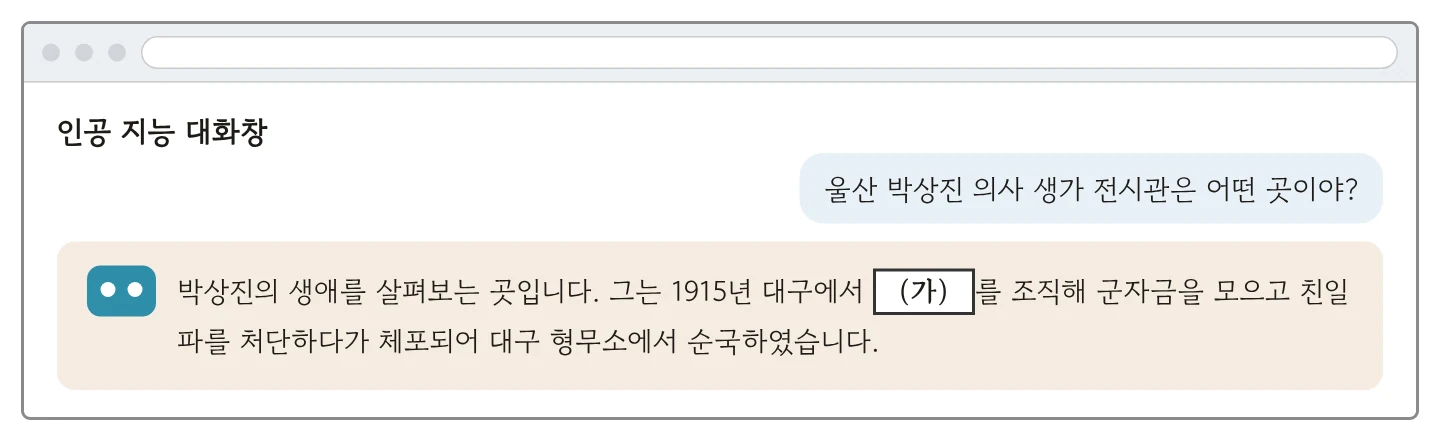 인공 지능 대화창
울산 박상진 의사 생가 전시관은 어떤 곳이야?
박상진의 생애를 살펴보는 곳입니다. 그는 1915년 대구에서 (가)를 조직해 군자금을 모으고 친일
파를 처단하다가 체포되어 대구 형무소에서 순국하였습니다.